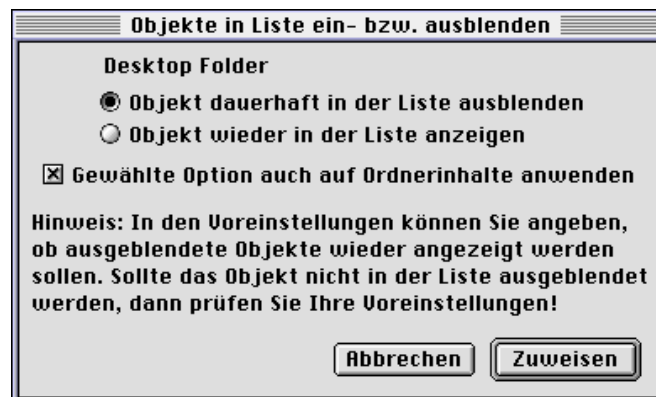 Objekte in Liste ein- bzw. ausblenden
Desktop Folder
Objekt dauerhaft in der Liste ausblenden
Objekt wieder in der Liste anzeigen
Gewählte Option auch auf Ordnerinhalte anwenden
Hinweis: In den Voreinstellungen können Sie angeben,
ob ausgeblendete Objekte wieder angezeigt werden
sollen. Sollte das Objekt nicht in der Liste ausgeblendet
werden, dann prüfen Sie Ihre Voreinstellungen!
Abbrechen Zuweisen